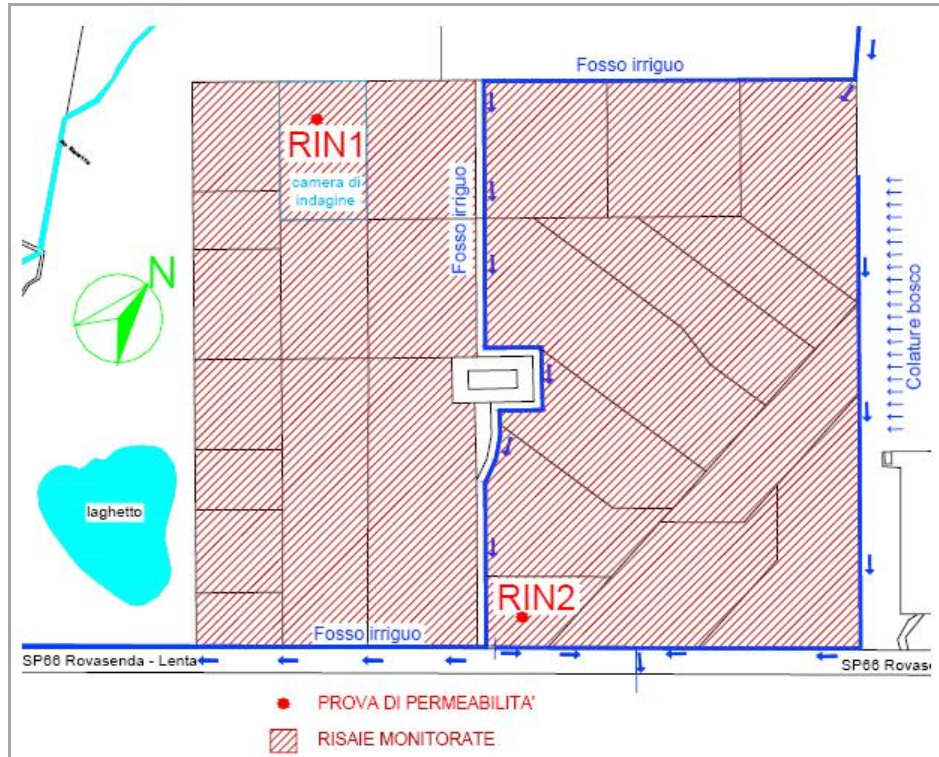 Fosso irriguo
RIN1
camera di
indagine
Fosso irriguo
N
Colature bosco
laghetto
RIN2
Fosso irriguo
SP66 Rovasenda - Lenta
SP66 Rovase
PROVA DI PERMEABILITA'
RISAIE MONITORATE